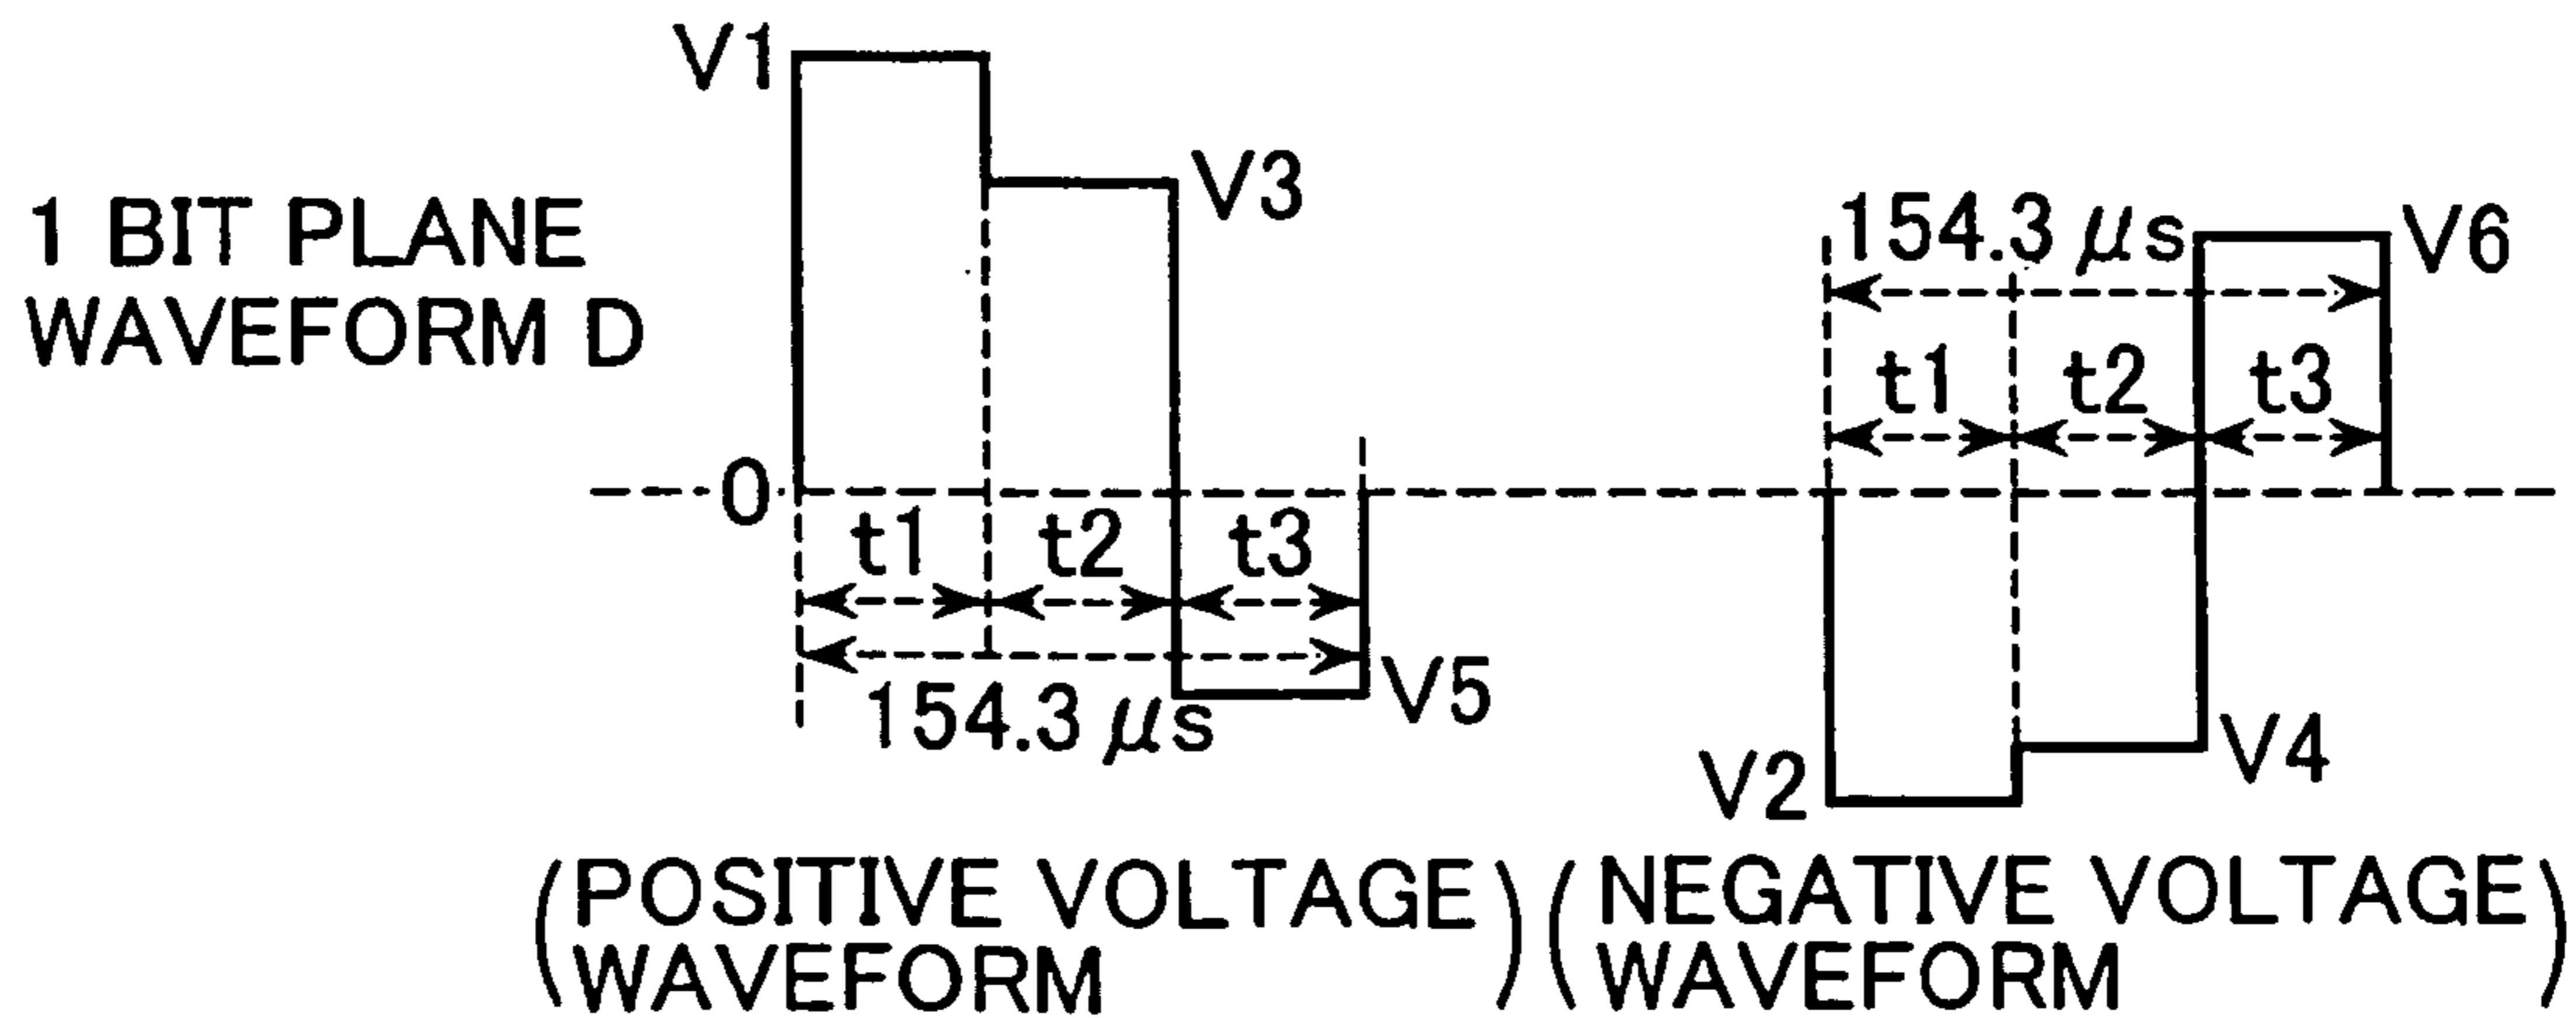 V1
V3
1 BIT PLANE
WAVEFORM D
154.3 μs
V6
t1 t2 t3
0
t1 t2 t3
154.3 μs
V5
V2
V4
(POSITIVE VOLTAGE
WAVEFORM)
(NEGATIVE VOLTAGE
WAVEFORM)